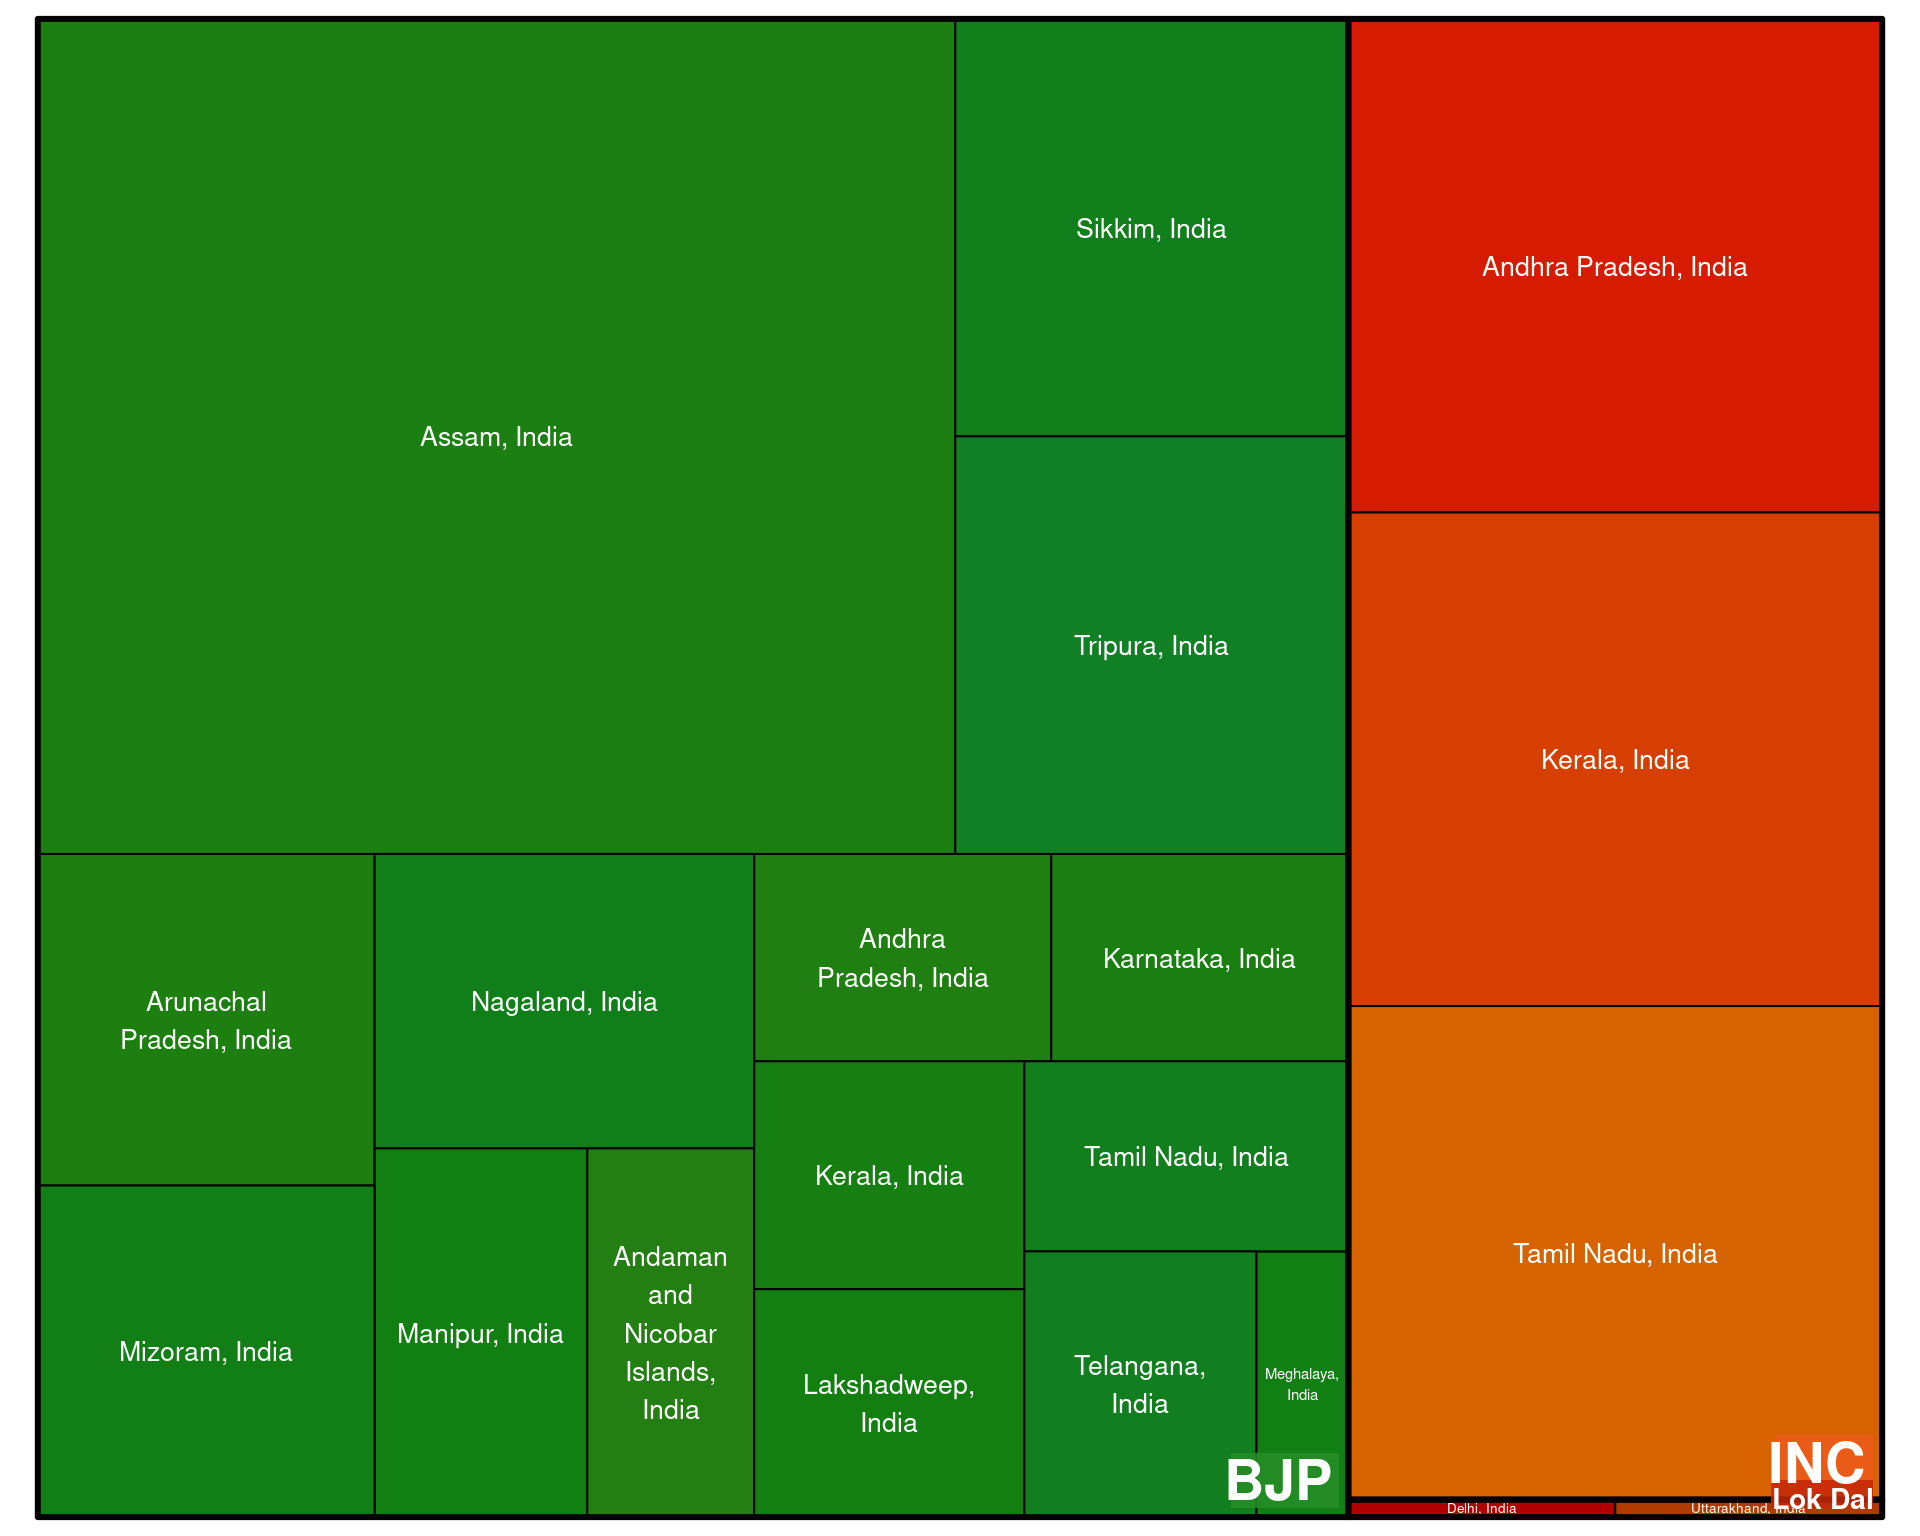 Assam, India
Sikkim, India
Tripura, India
Arunachal
Pradesh, India
Mizoram, India
Nagaland, India
Manipur, India
Andaman
and
Nicobar
Islands,
India
Andhra
Pradesh, India
Karnataka, India
Kerala, India
Lakshadweep,
India
Tamil Nadu, India
Telangana,
India
Meghalaya,
India
BJP
Andhra Pradesh, India
Kerala, India
Tamil Nadu, India
INC
Delhi, India
Uttarakhand, India
Lok Dal